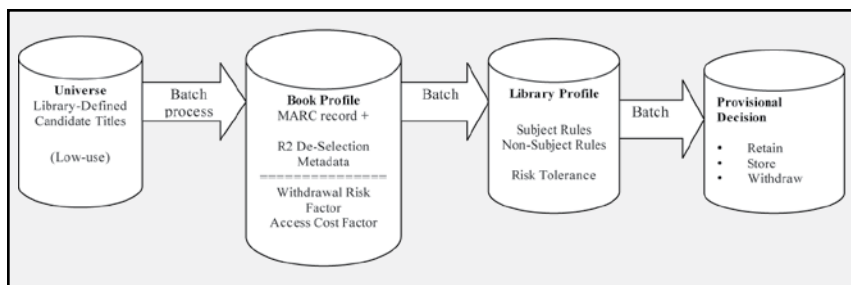 Universe
Library-Defined
Candidate Titles
(Low-use)
Batch
process
Book Profile
MARC record +
R2 De-Selection
Metadata
===============
Withdrawal Risk
Factor
Access Cost Factor
Batch
Library Profile
Subject Rules
Non-Subject Rules
Risk Tolerance
Batch
Provisional
Decision
• Retain
• Store
• Withdraw